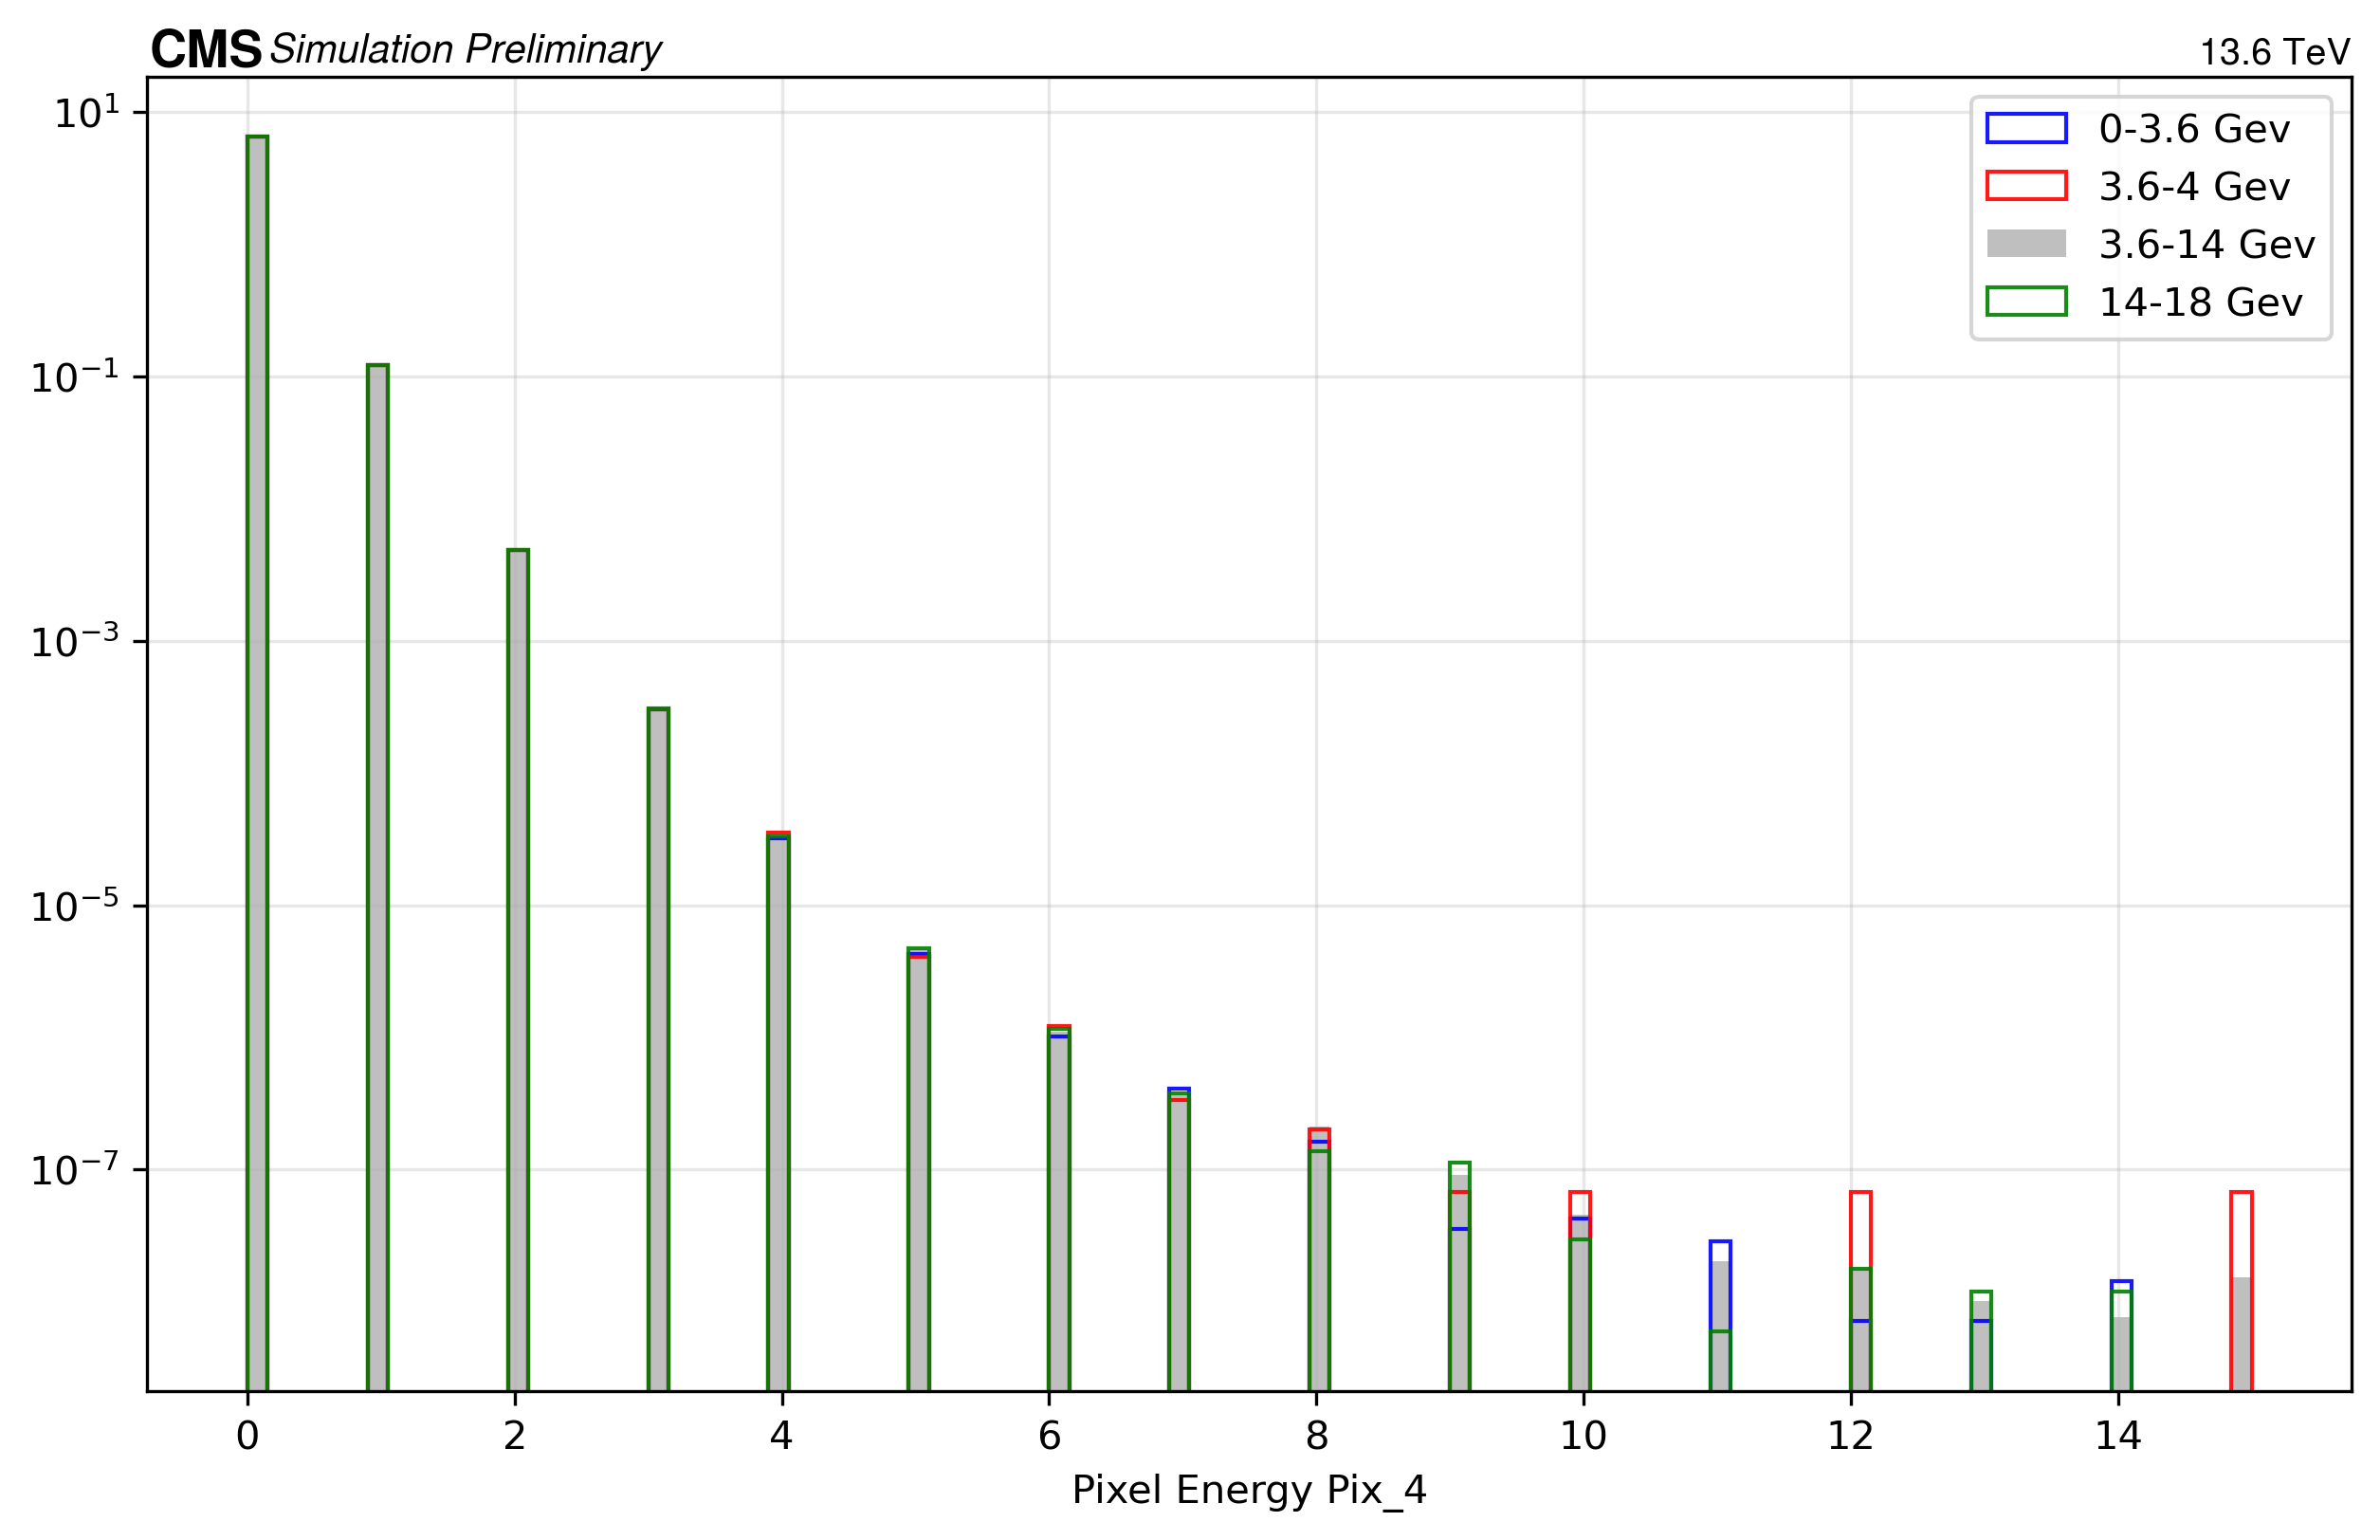 CMS Simulation Preliminary
13.6 TeV
0-3.6 Gev
3.6-4 Gev
3.6-14 Gev
14-18 Gev
10¹
10⁻¹
10⁻³
10⁻⁵
10⁻⁷
0 2 4 6 8 10 12 14
Pixel Energy Pix_4